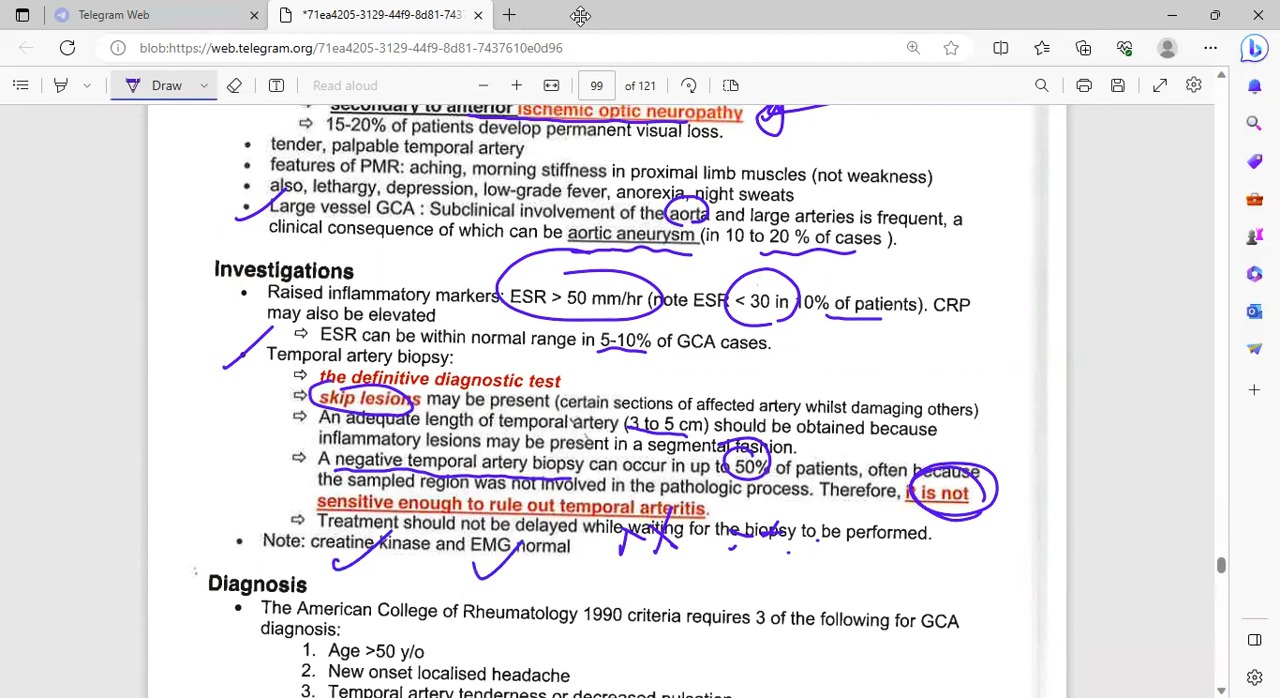 Telegram Web
*71ea4205-3129-44f9-8d81-7437
blob:https://web.telegram.org/71ea4205-3129-44f9-8d81-7437610e0d96
Draw
Read aloud
99 of 121
secondary to anterior ischemic optic neuropathy
⇨ 15-20% of patients develop permanent visual loss.
• tender, palpable temporal artery
• features of PMR: aching, morning stiffness in proximal limb muscles (not weakness)
• also, lethargy, depression, low-grade fever, anorexia, night sweats
• Large vessel GCA : Subclinical involvement of the aorta and large arteries is frequent, a
clinical consequence of which can be aortic aneurysm (in 10 to 20 % of cases ).
Investigations
• Raised inflammatory markers: ESR > 50 mm/hr (note ESR < 30 in 10% of patients). CRP
may also be elevated
⇨ ESR can be within normal range in 5-10% of GCA cases.
• Temporal artery biopsy:
⇨ the definitive diagnostic test
⇨ skip lesions may be present (certain sections of affected artery whilst damaging others)
⇨ An adequate length of temporal artery (3 to 5 cm) should be obtained because
inflammatory lesions may be present in a segmental fashion.
⇨ A negative temporal artery biopsy can occur in up to 50% of patients, often because
the sampled region was not involved in the pathologic process. Therefore, it is not
sensitive enough to rule out temporal arteritis.
⇨ Treatment should not be delayed while waiting for the biopsy to be performed.
• Note: creatine kinase and EMG normal
Diagnosis
• The American College of Rheumatology 1990 criteria requires 3 of the following for GCA
diagnosis:
1. Age >50 y/o
2. New onset localised headache
3. Temporal artery tenderness or decreased pulsation